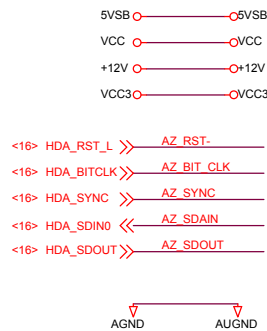 5VSB 5VSB
VCC VCC
+12V +12V
VCC3 VCC3
<16> HDA_RST_L AZ_RST-
<16> HDA_BITCLK AZ_BIT_CLK
<16> HDA_SYNC AZ_SYNC
<16> HDA_SDIN0 AZ_SDAIN
<16> HDA_SDOUT AZ_SDOUT
AGND AUGND